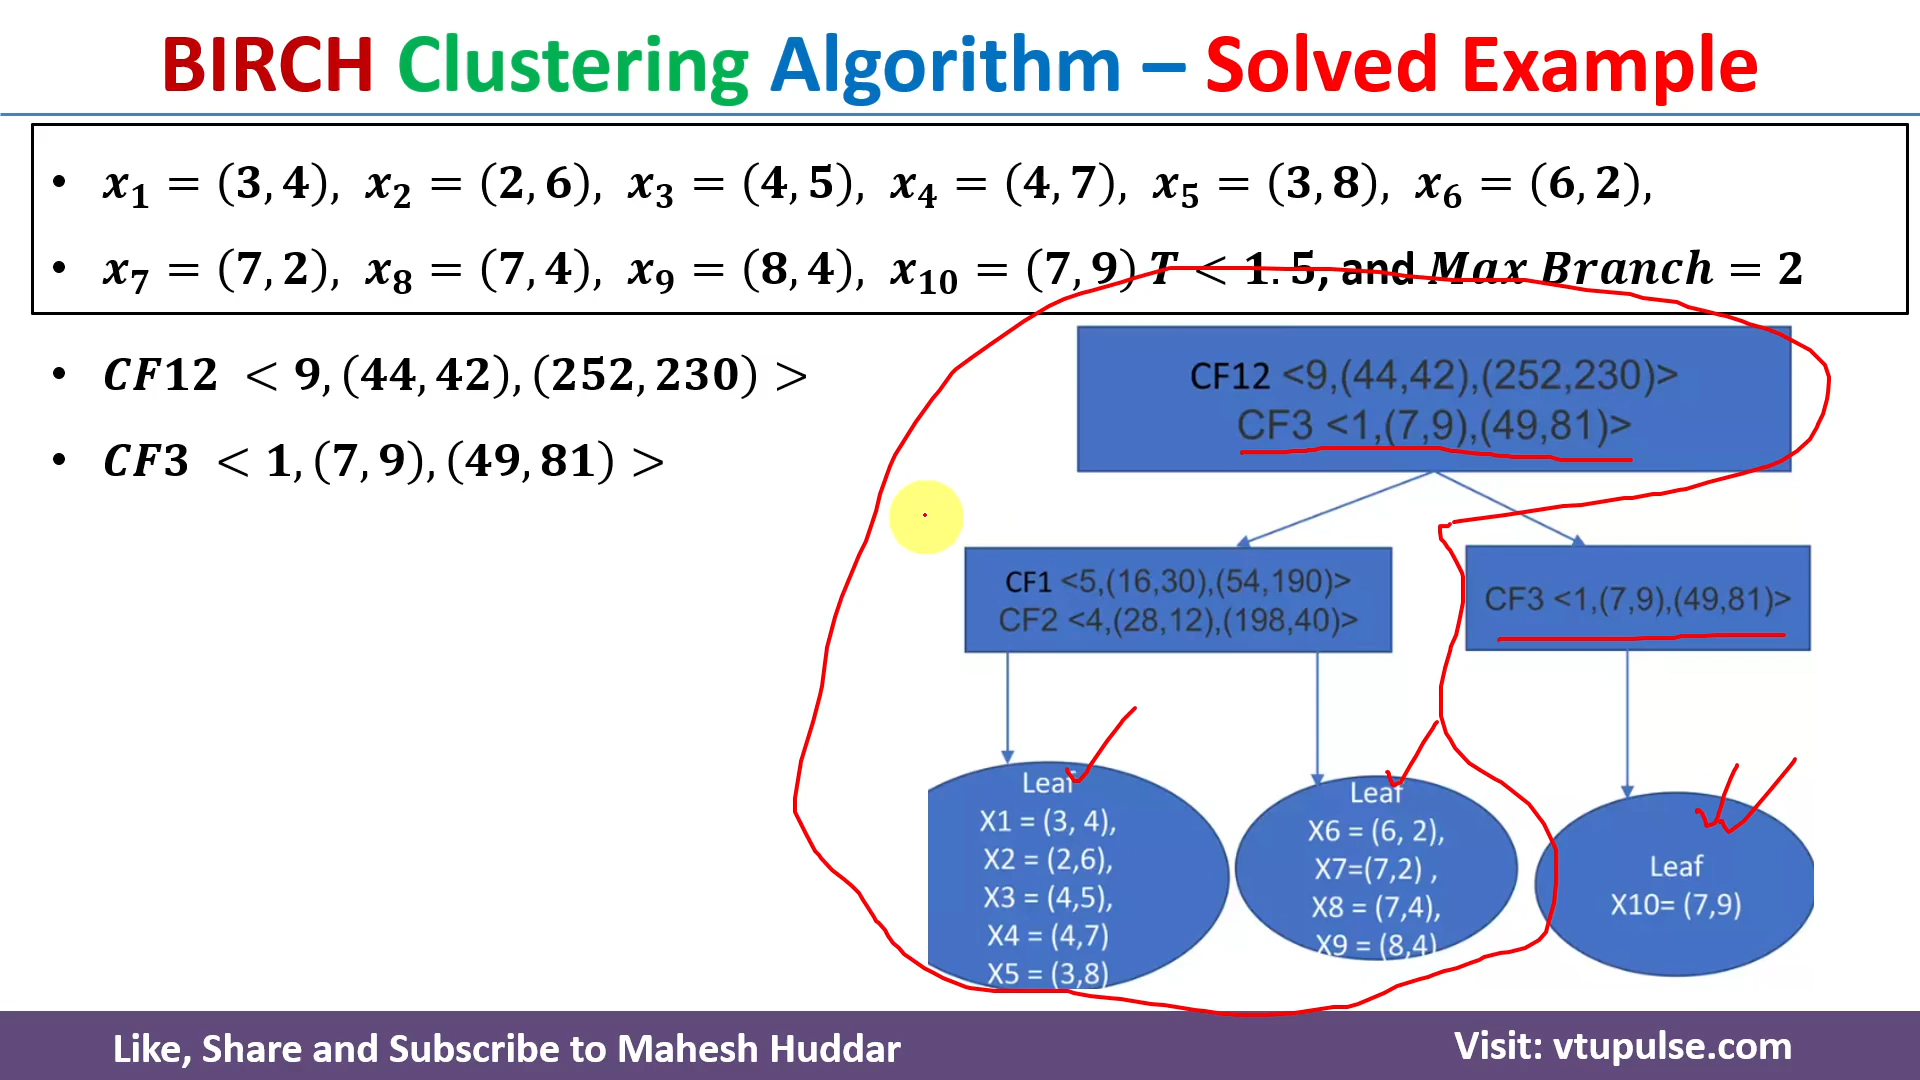 BIRCH Clustering Algorithm – Solved Example
• x₁ = (3, 4), x₂ = (2, 6), x₃ = (4, 5), x₄ = (4, 7), x₅ = (3, 8), x₆ = (6, 2),
• x₇ = (7, 2), x₈ = (7, 4), x₉ = (8, 4), x₁₀ = (7, 9) T < 1.5, and Max Branch = 2
• CF12 < 9, (44, 42), (252, 230) >
• CF3 < 1, (7, 9), (49, 81) >
CF12 <9,(44,42),(252,230)>
CF3 <1,(7,9),(49,81)>
CF1 <5,(16,30),(54,190)>
CF2 <4,(28,12),(198,40)>
CF3 <1,(7,9),(49,81)>
Leaf
X1 = (3, 4),
X2 = (2,6),
X3 = (4,5),
X4 = (4,7)
X5 = (3,8)
Leaf
X6 = (6, 2),
X7=(7,2) ,
X8 = (7,4),
X9 = (8,4)
Leaf
X10= (7,9)
Like, Share and Subscribe to Mahesh Huddar
Visit: vtupulse.com